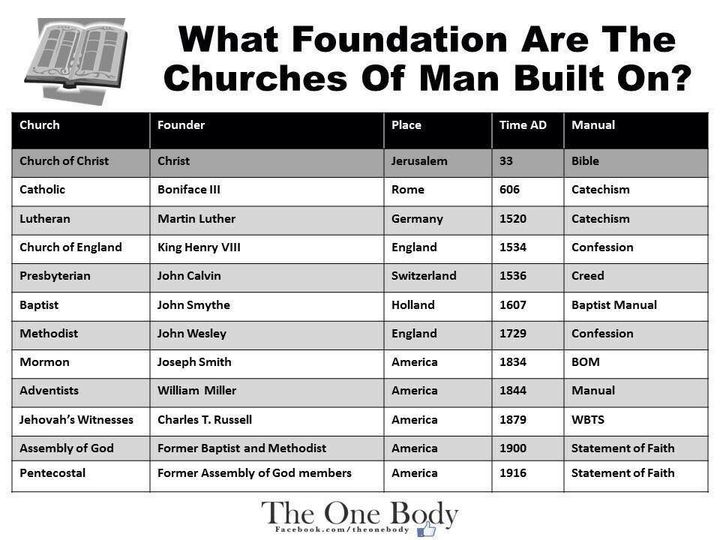 What Foundation Are The
Churches Of Man Built On?
Church Founder Place Time AD Manual
Church of Christ Christ Jerusalem 33 Bible
Catholic Boniface III Rome 606 Catechism
Lutheran Martin Luther Germany 1520 Catechism
Church of England King Henry VIII England 1534 Confession
Presbyterian John Calvin Switzerland 1536 Creed
Baptist John Smythe Holland 1607 Baptist Manual
Methodist John Wesley England 1729 Confession
Mormon Joseph Smith America 1834 BOM
Adventists William Miller America 1844 Manual
Jehovah's Witnesses Charles T. Russell America 1879 WBTS
Assembly of God Former Baptist and Methodist America 1900 Statement of Faith
Pentecostal Former Assembly of God members America 1916 Statement of Faith
The One Body
Facebook.com/theonebody